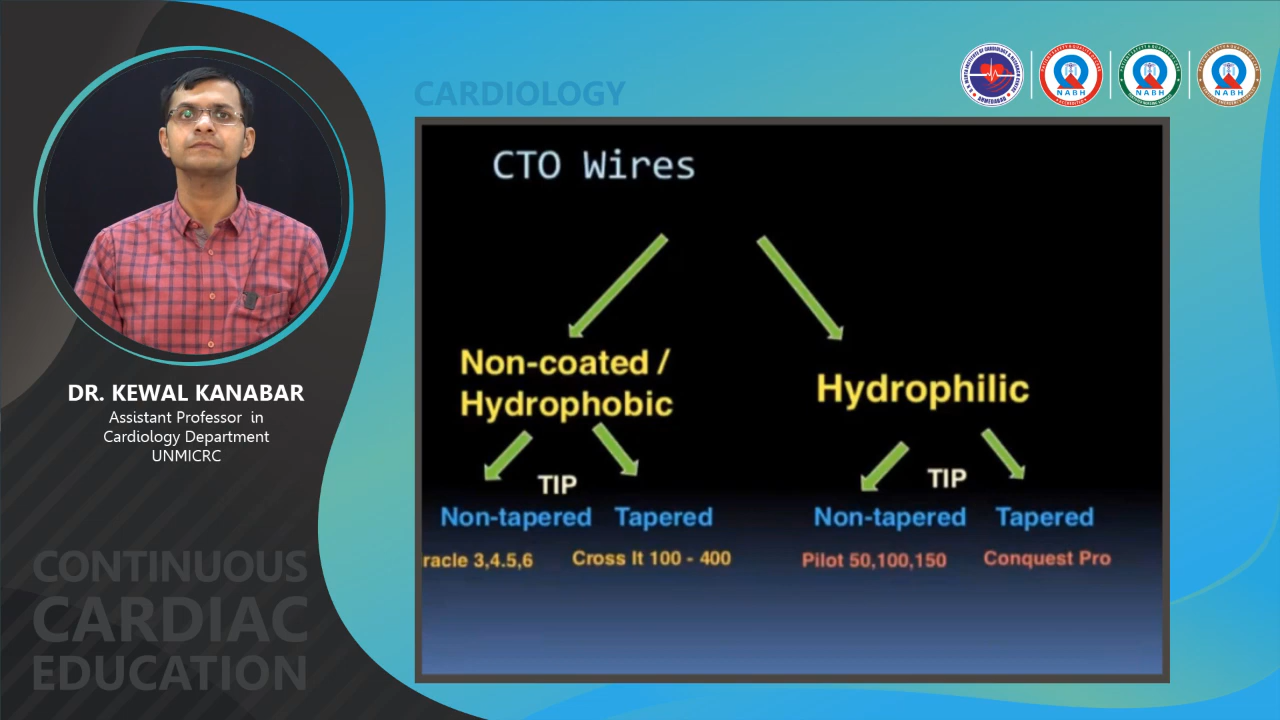 CARDIOLOGY
NABH
NABH
NABH
CTO Wires
Non-coated /
Hydrophobic
Hydrophilic
TIP
TIP
Non-tapered
Tapered
Non-tapered
Tapered
racle 3,4.5,6
Cross It 100 - 400
Pilot 50,100,150
Conquest Pro
DR. KEWAL KANABAR
Assistant Professor in
Cardiology Department
UNMICRC
CONTINUOUS
CARDIAC
EDUCATION